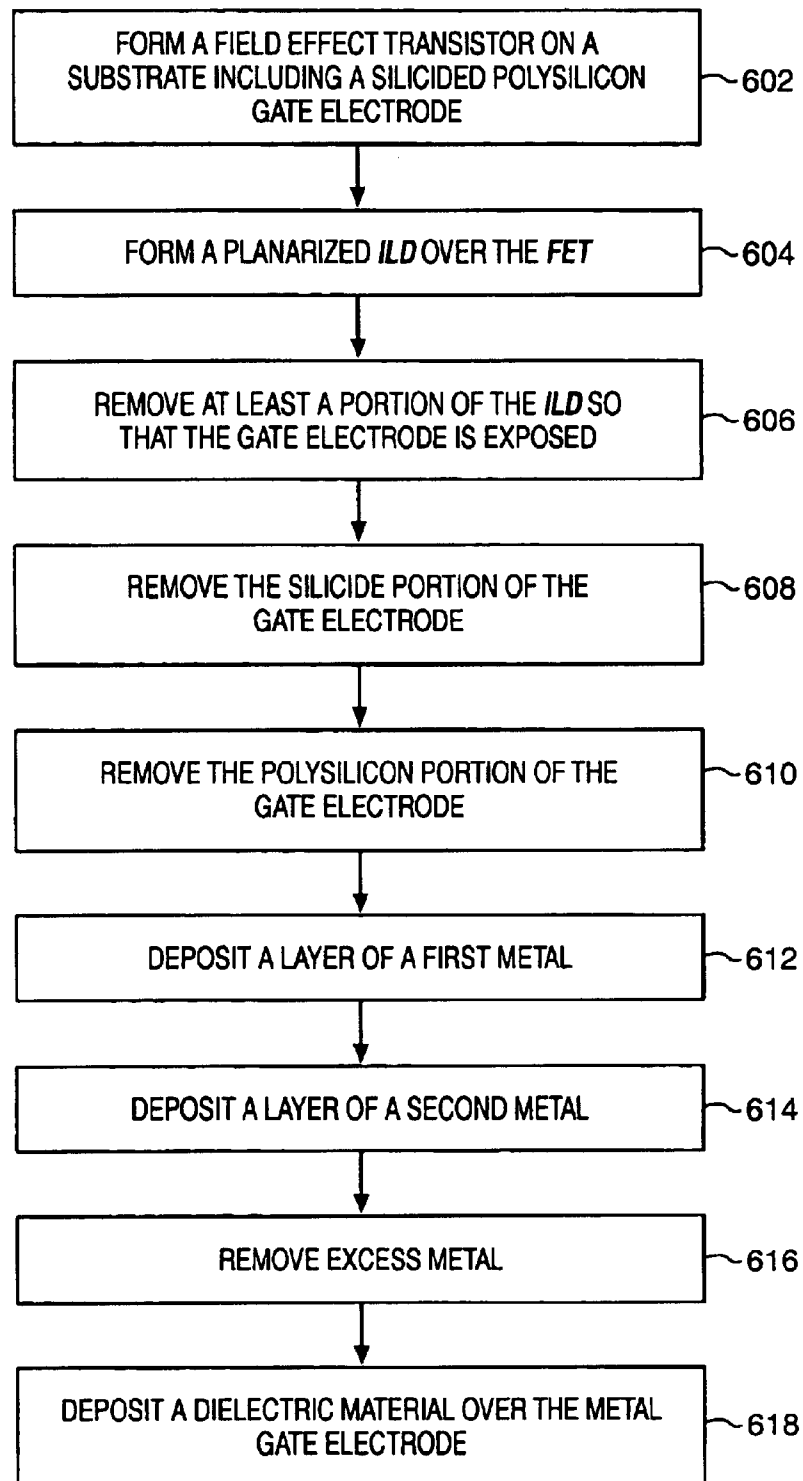 FORM A FIELD EFFECT TRANSISTOR ON A
SUBSTRATE INCLUDING A SILICIDED POLYSILICON
GATE ELECTRODE
602
FORM A PLANARIZED ILD OVER THE FET
604
REMOVE AT LEAST A PORTION OF THE ILD SO
THAT THE GATE ELECTRODE IS EXPOSED
606
REMOVE THE SILICIDE PORTION OF THE
GATE ELECTRODE
608
REMOVE THE POLYSILICON PORTION OF THE
GATE ELECTRODE
610
DEPOSIT A LAYER OF A FIRST METAL
612
DEPOSIT A LAYER OF A SECOND METAL
614
REMOVE EXCESS METAL
616
DEPOSIT A DIELECTRIC MATERIAL OVER THE METAL
GATE ELECTRODE
618